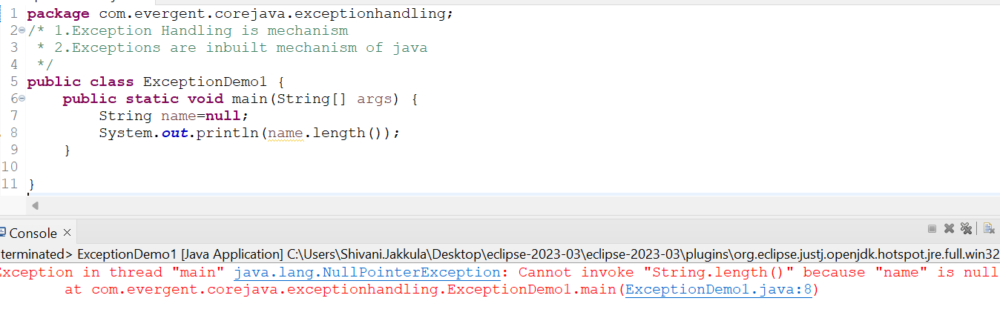 1 package com.evergent.corejava.exceptionhandling;
2 /* 1.Exception Handling is mechanism
3 * 2.Exceptions are inbuilt mechanism of java
4 */
5 public class ExceptionDemo1 {
6 public static void main(String[] args) {
7 String name=null;
8 System.out.println(name.length());
9 }
10
11 }
Console
terminated> ExceptionDemo1 [Java Application] C:\Users\Shivani.Jakkula\Desktop\eclipse-2023-03\eclipse-2023-03\plugins\org.eclipse.justj.openjdk.hotspot.jre.full.win32
Exception in thread "main" java.lang.NullPointerException: Cannot invoke "String.length()" because "name" is null
at com.evergent.corejava.exceptionhandling.ExceptionDemo1.main(ExceptionDemo1.java:8)